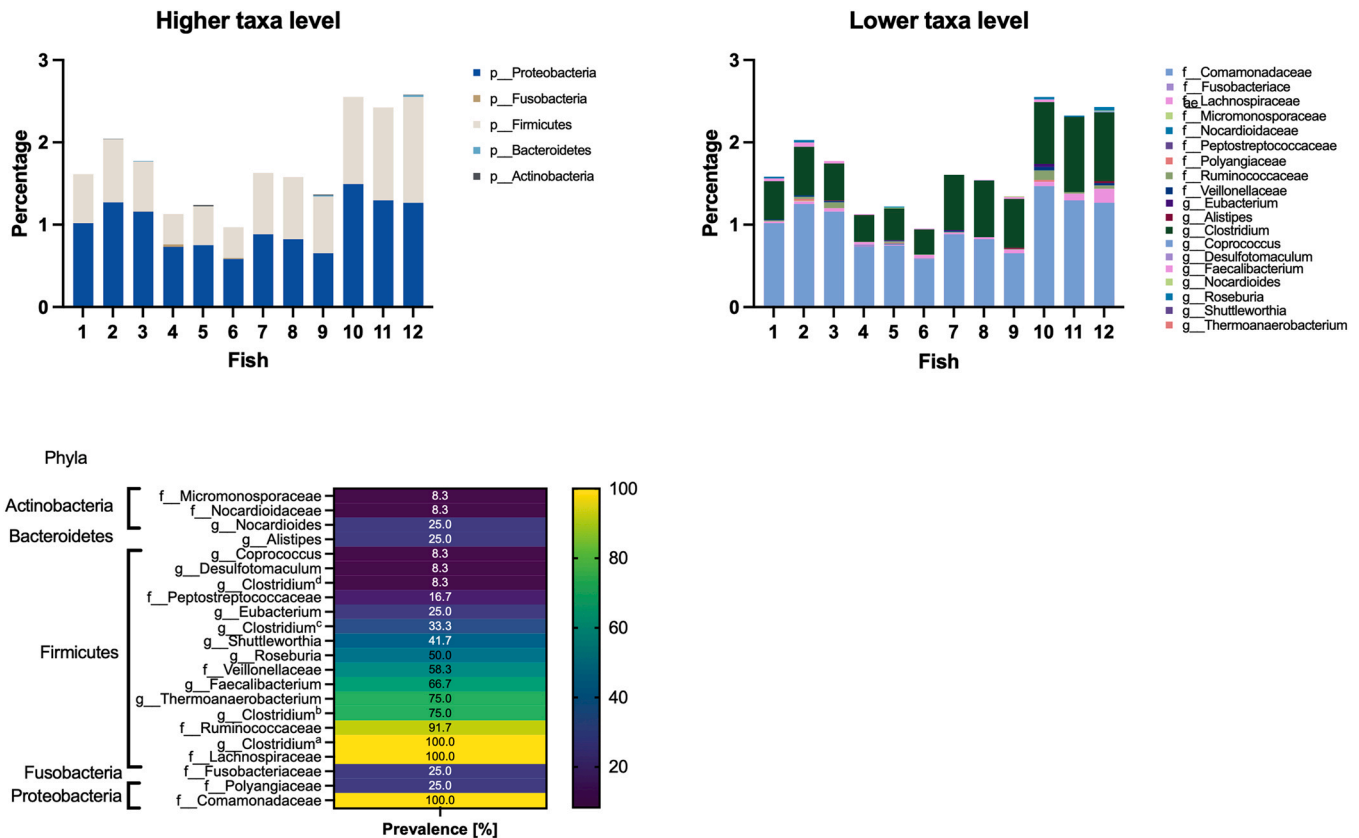 Higher taxa level
3
2
1
0
Percentage
1 2 3 4 5 6 7 8 9 10 11 12
Fish
p__Proteobacteria
p__Fusobacteria
p__Firmicutes
p__Bacteroidetes
p__Actinobacteria
Lower taxa level
3
2
1
0
Percentage
1 2 3 4 5 6 7 8 9 10 11 12
Fish
f__Comamonadaceae
f__Fusobacteriace
ae
f__Lachnospiraceae
f__Micromonosporaceae
f__Nocardioidaceae
f__Peptostreptococcaceae
f__Polyangiaceae
f__Ruminococcaceae
f__Veillonellaceae
g__Eubacterium
g__Alistipes
g__Clostridium
g__Coprococcus
g__Desulfotomaculum
g__Faecalibacterium
g__Nocardioides
g__Roseburia
g__Shuttleworthia
g__Thermoanaerobacterium
Phyla
Actinobacteria
Bacteroidetes
Firmicutes
Fusobacteria
Proteobacteria
f__Micromonosporaceae 8.3
f__Nocardioidaceae 8.3
g__Nocardioides 25.0
g__Alistipes 25.0
g__Coprococcus 8.3
g__Desulfotomaculum 8.3
g__Clostridiumᵈ 8.3
f__Peptostreptococcaceae 16.7
g__Eubacterium 25.0
g__Clostridiumᶜ 33.3
g__Shuttleworthia 41.7
g__Roseburia 50.0
f__Veillonellaceae 58.3
g__Faecalibacterium 66.7
g__Thermoanaerobacterium 75.0
g__Clostridiumᵇ 75.0
f__Ruminococcaceae 91.7
g__Clostridiumᵃ 100.0
f__Lachnospiraceae 100.0
f__Fusobacteriaceae 25.0
f__Polyangiaceae 25.0
f__Comamonadaceae 100.0
Prevalence [%]
100
80
60
40
20